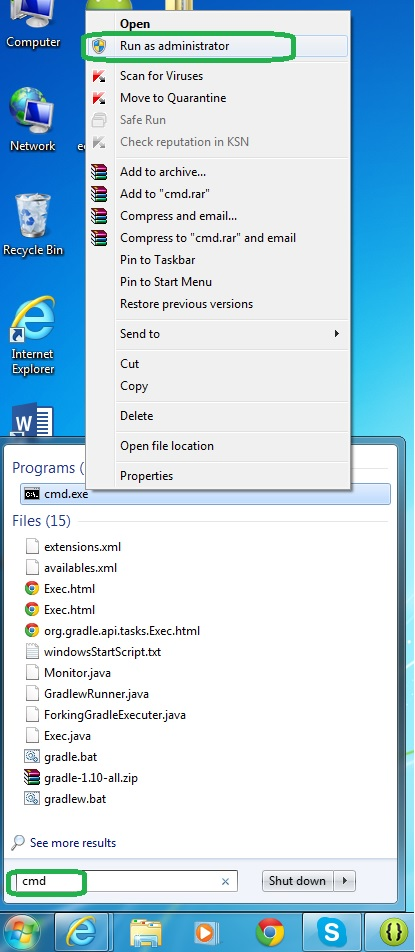 Computer
Network
Recycle Bin
Internet
Explorer
Open
Run as administrator
Scan for Viruses
Move to Quarantine
Safe Run
Check reputation in KSN
Add to archive...
Add to "cmd.rar"
Compress and email...
Compress to "cmd.rar" and email
Pin to Taskbar
Pin to Start Menu
Restore previous versions
Send to
Cut
Copy
Delete
Open file location
Properties
Programs (
cmd.exe
Files (15)
extensions.xml
availables.xml
Exec.html
Exec.html
org.gradle.api.tasks.Exec.html
windowsStartScript.txt
Monitor.java
GradlewRunner.java
ForkingGradleExecuter.java
Exec.java
gradle.bat
gradle-1.10-all.zip
gradlew.bat
See more results
cmd
Shut down